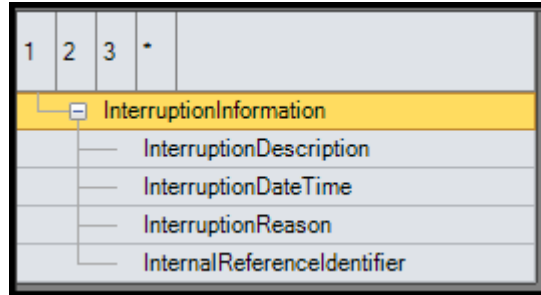 1 2 3 *
InterruptionInformation
InterruptionDescription
InterruptionDateTime
InterruptionReason
InternalReferenceIdentifier